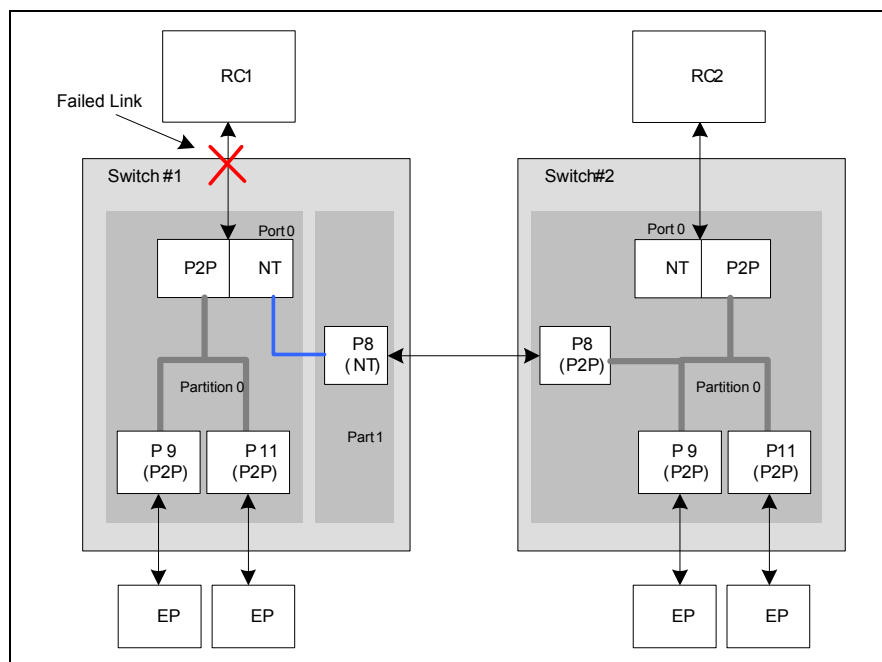 RC1
RC2
Failed Link
Switch #1
Switch#2
Port 0
Port 0
P2P
NT
NT
P2P
P8
(NT)
P8
(P2P)
Partition 0
Partition 0
Part 1
P 9
(P2P)
P 11
(P2P)
P 9
(P2P)
P11
(P2P)
EP
EP
EP
EP